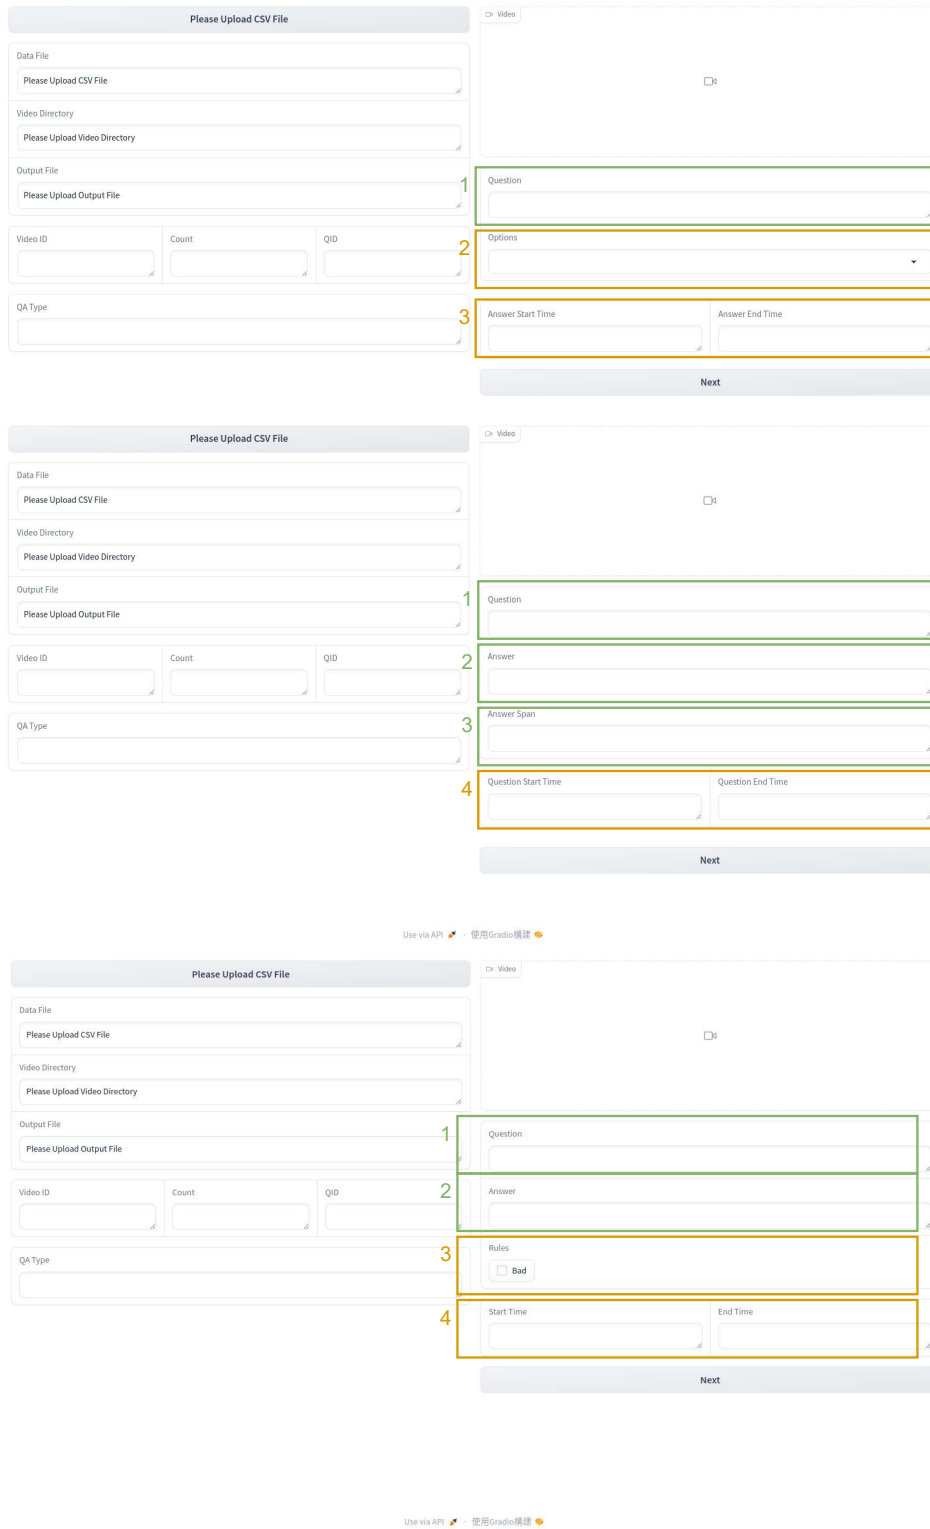 Please Upload CSV File
Data File
Please Upload CSV File
Video Directory
Please Upload Video Directory
Output File
Please Upload Output File
Video ID
Count
QID
QA Type
Video
1
Question
2
Options
3
Answer Start Time
Answer End Time
Next
Please Upload CSV File
Data File
Please Upload CSV File
Video Directory
Please Upload Video Directory
Output File
Please Upload Output File
Video ID
Count
QID
QA Type
Video
1
Question
2
Answer
3
Answer Span
4
Question Start Time
Question End Time
Next
Use via API · 使用Gradio構建
Please Upload CSV File
Data File
Please Upload CSV File
Video Directory
Please Upload Video Directory
Output File
Please Upload Output File
Video ID
Count
QID
QA Type
Video
1
Question
2
Answer
3
Rules
Bad
4
Start Time
End Time
Next
Use via API · 使用Gradio構建